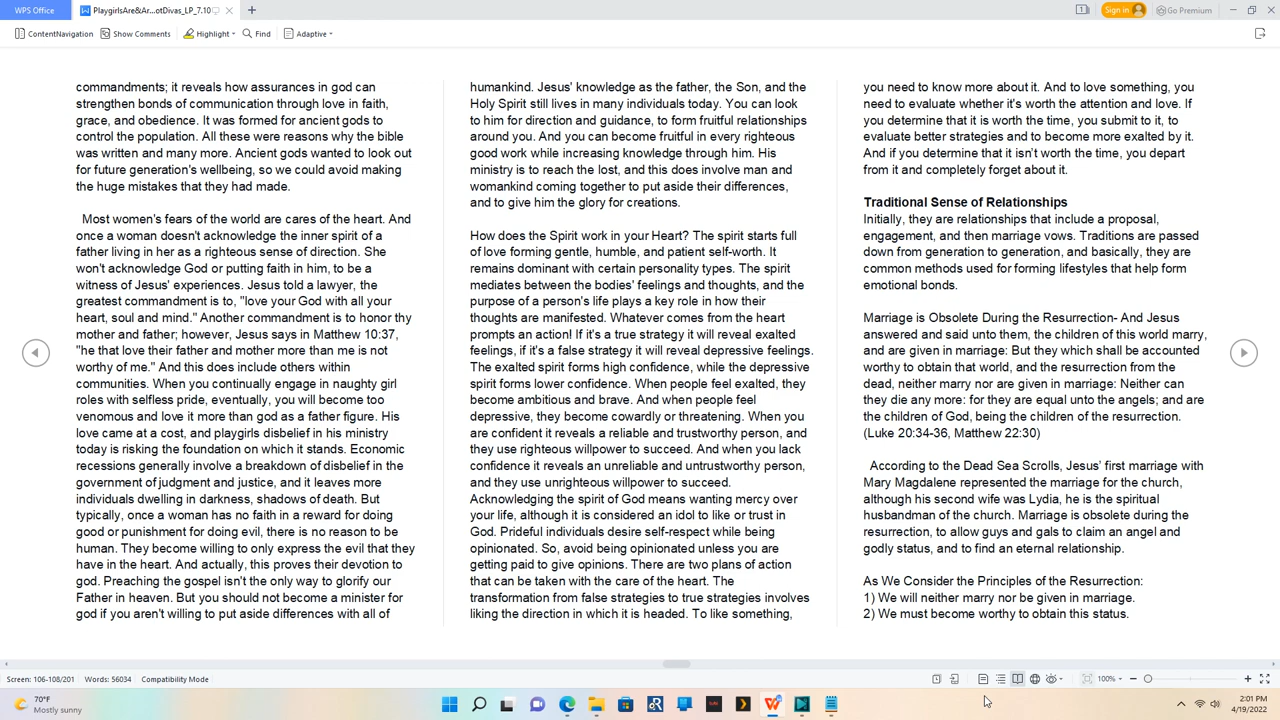 WPS Office
PlaygirlsAre&Ar...otDivas_LP_7.10
Sign in
Go Premium
ContentNavigation
Show Comments
Highlight
Find
Adaptive
commandments; it reveals how assurances in god can
strengthen bonds of communication through love in faith,
grace, and obedience. It was formed for ancient gods to
control the population. All these were reasons why the bible
was written and many more. Ancient gods wanted to look out
for future generation's wellbeing, so we could avoid making
the huge mistakes that they had made.
Most women's fears of the world are cares of the heart. And
once a woman doesn't acknowledge the inner spirit of a
father living in her as a righteous sense of direction. She
won't acknowledge God or putting faith in him, to be a
witness of Jesus' experiences. Jesus told a lawyer, the
greatest commandment is to, "love your God with all your
heart, soul and mind." Another commandment is to honor thy
mother and father; however, Jesus says in Matthew 10:37,
"he that love their father and mother more than me is not
worthy of me." And this does include others within
communities. When you continually engage in naughty girl
roles with selfless pride, eventually, you will become too
venomous and love it more than god as a father figure. His
love came at a cost, and playgirls disbelief in his ministry
today is risking the foundation on which it stands. Economic
recessions generally involve a breakdown of disbelief in the
government of judgment and justice, and it leaves more
individuals dwelling in darkness, shadows of death. But
typically, once a woman has no faith in a reward for doing
good or punishment for doing evil, there is no reason to be
human. They become willing to only express the evil that they
have in the heart. And actually, this proves their devotion to
god. Preaching the gospel isn't the only way to glorify our
Father in heaven. But you should not become a minister for
god if you aren't willing to put aside differences with all of
humankind. Jesus' knowledge as the father, the Son, and the
Holy Spirit still lives in many individuals today. You can look
to him for direction and guidance, to form fruitful relationships
around you. And you can become fruitful in every righteous
good work while increasing knowledge through him. His
ministry is to reach the lost, and this does involve man and
womankind coming together to put aside their differences,
and to give him the glory for creations.
How does the Spirit work in your Heart? The spirit starts full
of love forming gentle, humble, and patient self-worth. It
remains dominant with certain personality types. The spirit
mediates between the bodies' feelings and thoughts, and the
purpose of a person's life plays a key role in how their
thoughts are manifested. Whatever comes from the heart
prompts an action! If it's a true strategy it will reveal exalted
feelings, if it's a false strategy it will reveal depressive feelings.
The exalted spirit forms high confidence, while the depressive
spirit forms lower confidence. When people feel exalted, they
become ambitious and brave. And when people feel
depressive, they become cowardly or threatening. When you
are confident it reveals a reliable and trustworthy person, and
they use righteous willpower to succeed. And when you lack
confidence it reveals an unreliable and untrustworthy person,
and they use unrighteous willpower to succeed.
Acknowledging the spirit of God means wanting mercy over
your life, although it is considered an idol to like or trust in
God. Prideful individuals desire self-respect while being
opinionated. So, avoid being opinionated unless you are
getting paid to give opinions. There are two plans of action
that can be taken with the care of the heart. The
transformation from false strategies to true strategies involves
liking the direction in which it is headed. To like something,
you need to know more about it. And to love something, you
need to evaluate whether it's worth the attention and love. If
you determine that it is worth the time, you submit to it, to
evaluate better strategies and to become more exalted by it.
And if you determine that it isn't worth the time, you depart
from it and completely forget about it.
Traditional Sense of Relationships
Initially, they are relationships that include a proposal,
engagement, and then marriage vows. Traditions are passed
down from generation to generation, and basically, they are
common methods used for forming lifestyles that help form
emotional bonds.
Marriage is Obsolete During the Resurrection- And Jesus
answered and said unto them, the children of this world marry,
and are given in marriage: But they which shall be accounted
worthy to obtain that world, and the resurrection from the
dead, neither marry nor are given in marriage: Neither can
they die any more: for they are equal unto the angels; and are
the children of God, being the children of the resurrection.
(Luke 20:34-36, Matthew 22:30)
According to the Dead Sea Scrolls, Jesus' first marriage with
Mary Magdalene represented the marriage for the church,
although his second wife was Lydia, he is the spiritual
husbandman of the church. Marriage is obsolete during the
resurrection, to allow guys and gals to claim an angel and
godly status, and to find an eternal relationship.
As We Consider the Principles of the Resurrection:
1) We will neither marry nor be given in marriage.
2) We must become worthy to obtain this status.
Screen: 106-108/201
Words: 56034
Compatibility Mode
100%
70°F
Mostly sunny
2:01 PM
4/19/2022